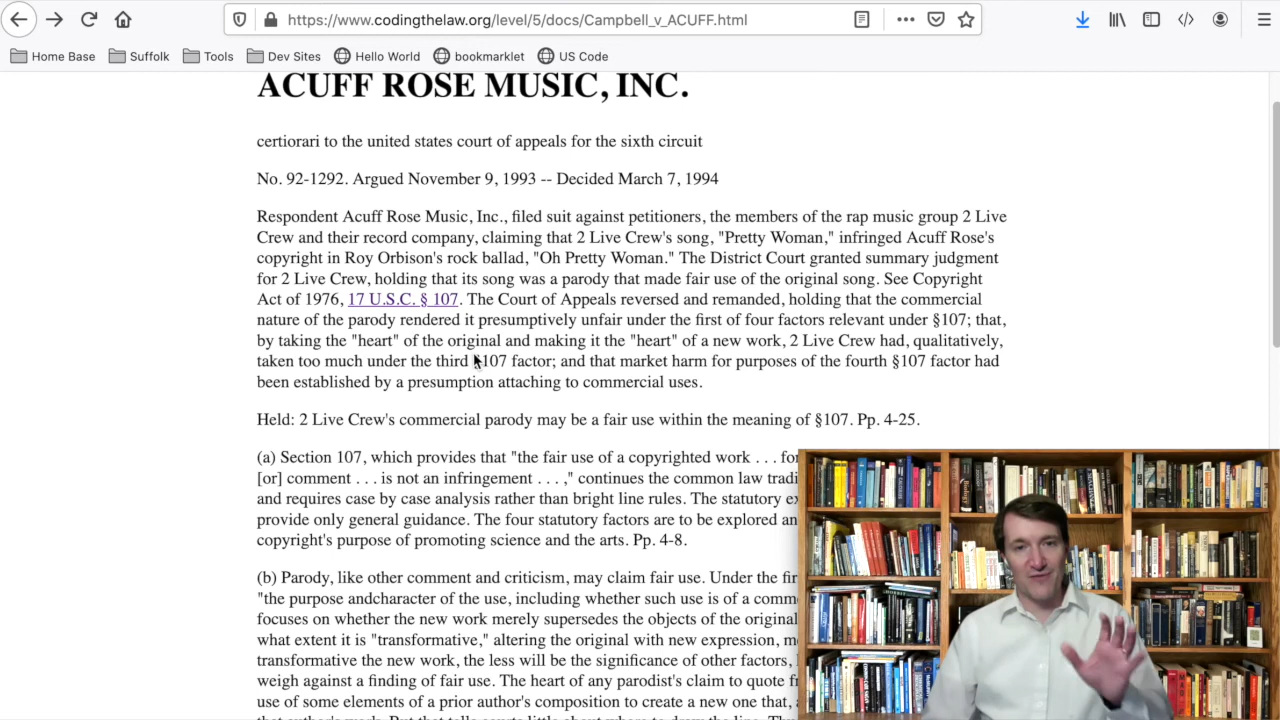 https://www.codingthelaw.org/level/5/docs/Campbell_v_ACUFF.html
Home Base Suffolk Tools Dev Sites Hello World bookmarklet US Code
ACUFF ROSE MUSIC, INC.
certiorari to the united states court of appeals for the sixth circuit
No. 92-1292. Argued November 9, 1993 -- Decided March 7, 1994
Respondent Acuff Rose Music, Inc., filed suit against petitioners, the members of the rap music group 2 Live
Crew and their record company, claiming that 2 Live Crew's song, "Pretty Woman," infringed Acuff Rose's
copyright in Roy Orbison's rock ballad, "Oh Pretty Woman." The District Court granted summary judgment
for 2 Live Crew, holding that its song was a parody that made fair use of the original song. See Copyright
Act of 1976, 17 U.S.C. § 107. The Court of Appeals reversed and remanded, holding that the commercial
nature of the parody rendered it presumptively unfair under the first of four factors relevant under §107; that,
by taking the "heart" of the original and making it the "heart" of a new work, 2 Live Crew had, qualitatively,
taken too much under the third §107 factor; and that market harm for purposes of the fourth §107 factor had
been established by a presumption attaching to commercial uses.
Held: 2 Live Crew's commercial parody may be a fair use within the meaning of §107. Pp. 4-25.
(a) Section 107, which provides that "the fair use of a copyrighted work . . . for
[or] comment . . . is not an infringement . . . ," continues the common law tradi
and requires case by case analysis rather than bright line rules. The statutory ex
provide only general guidance. The four statutory factors are to be explored an
copyright's purpose of promoting science and the arts. Pp. 4-8.
(b) Parody, like other comment and criticism, may claim fair use. Under the fir
"the purpose andcharacter of the use, ncluding whether such use is of a comme
focuses on whether the new work merely supersedes the objects of the original
what extent it is "transformative," altering the original with new expression, me
transformative the new work, the less will be the significance of other factors,
weigh against a finding of fair use. The heart of any parodist's claim to quote fr
use of some elements of a prior author's composition to create a new one that, a